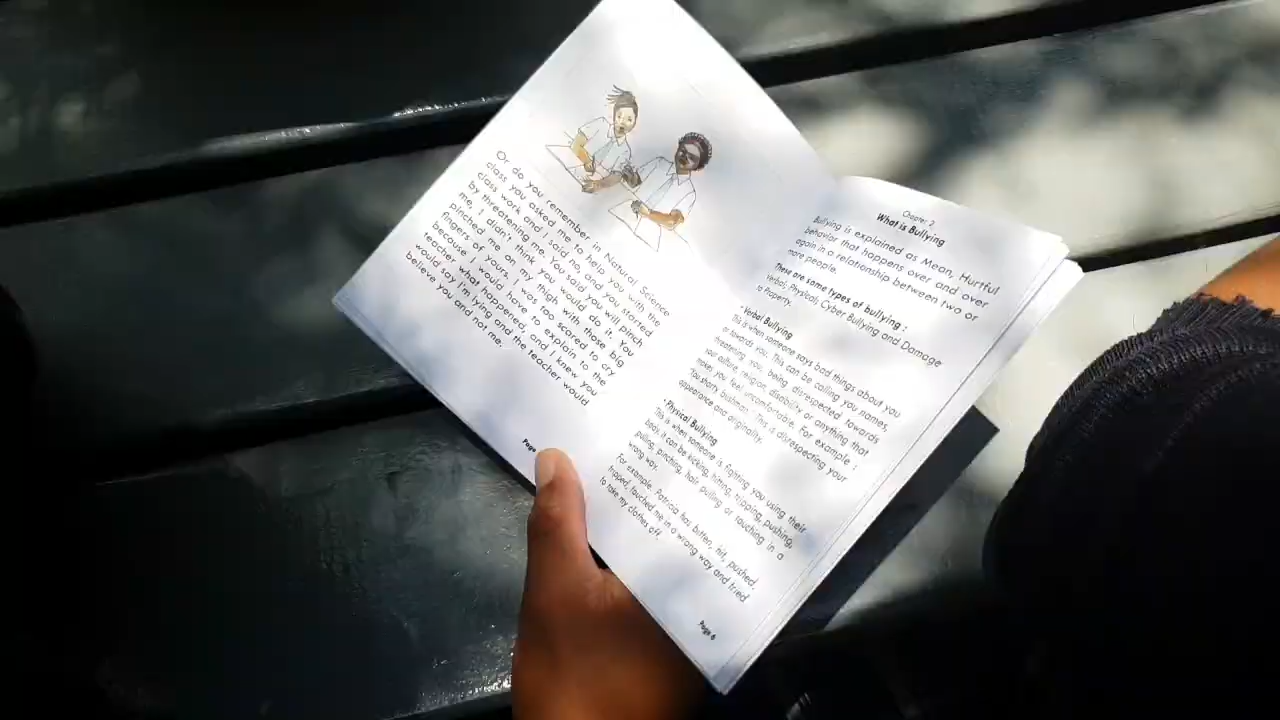 Or do you remember in Natural Science
class you asked me to help you with the
class work and I said no, and you started
by threatening me. You said you will pinch
me, I didn't think you would do it. You
pinched me on my thigh with those big
fingers of yours, I was too scared to cry
because I would have to explain to the
teacher what happened, and I knew you
would say I'm lying and the teacher would
believe you and not me.
Page
Chapter: 2
What is Bullying
Bullying is explained as Mean, Hurtful
behavior that happens over and over
again in a relationship between two or
more people.
These are some types of bullying :
Verbal; Physical; Cyber Bullying and Damage
to Property.
• Verbal Bullying
This is when someone says bad things about you
or towards you. This can be calling you names,
threatening you, being disrespected towards
your culture, religion, disability or anything that
makes you feel uncomfortable. For example :
"You shorty bushman". This is disrespecting your
appearance and originality.
• Physical Bullying
This is when someone is fighting you using their
body, it can be kicking, hitting, tripping, pushing,
pulling, pinching, hair pulling or touching in a
wrong way.
For example. Patricia has bitten, hit, pushed,
traped, touched me in a wrong way and tried
to take my clothes off.
Page 6